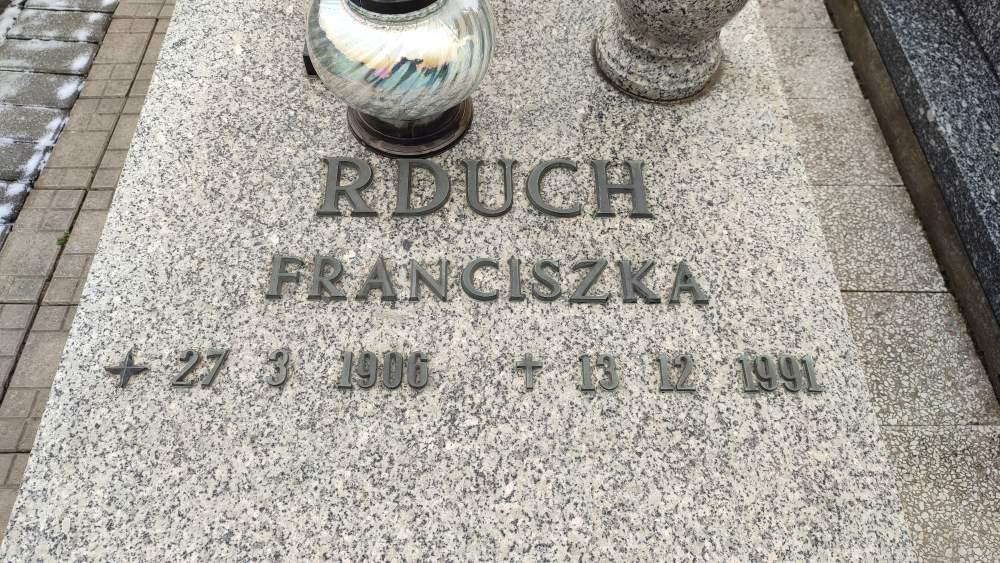 RDUCH
FRANCISZKA
✦ 27 3 1906 ✝ 13 12 1991